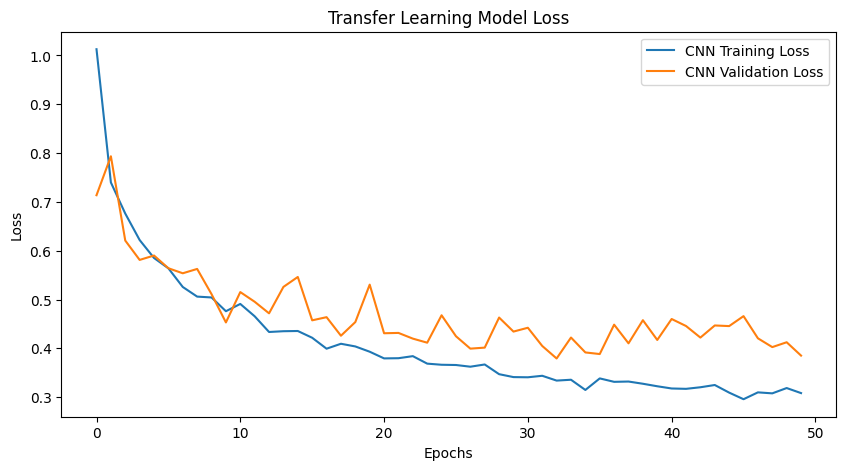 Transfer Learning Model Loss
CNN Training Loss
CNN Validation Loss
1.0
0.9
0.8
0.7
0.6
0.5
0.4
0.3
Loss
0 10 20 30 40 50
Epochs